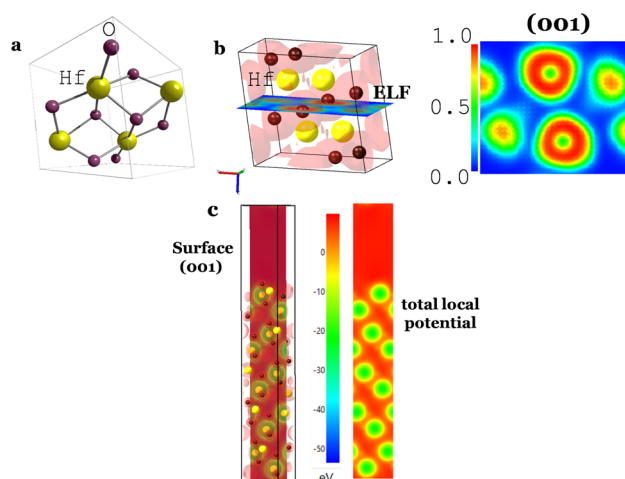 a
O
Hf
b
Hf
ELF
(001)
1.0
0.5
0.0
c
Surface
(001)
0
-10
-20
-30
-40
-50
eV
total local
potential